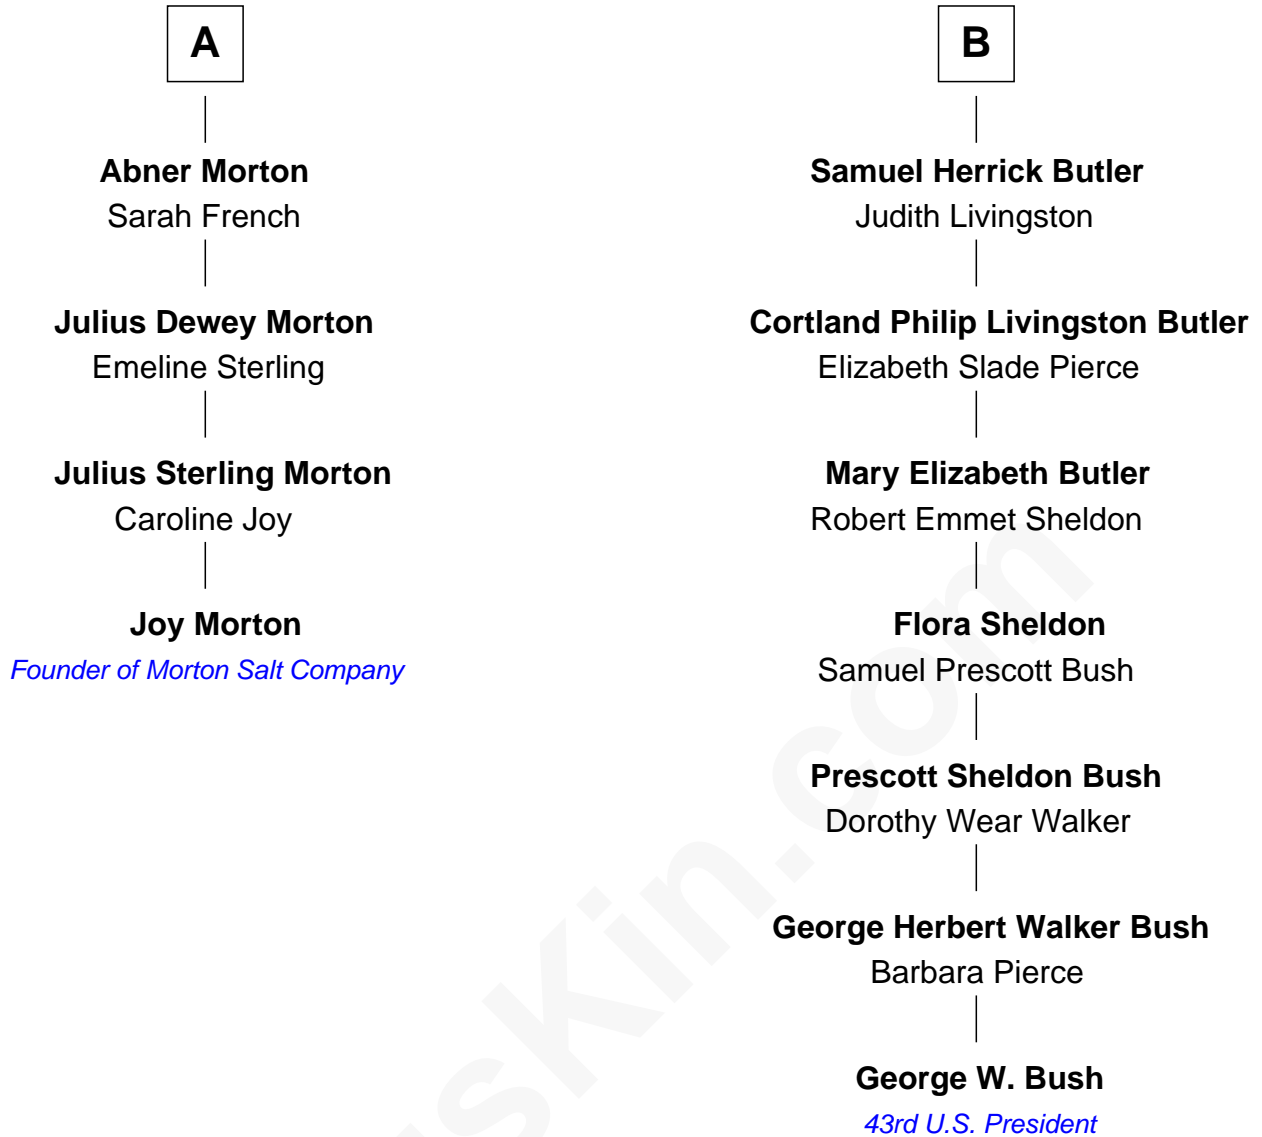 A
Abner Morton
Sarah French
Julius Dewey Morton
Emeline Sterling
Julius Sterling Morton
Caroline Joy
Joy Morton
Founder of Morton Salt Company
B
Samuel Herrick Butler
Judith Livingston
Cortland Philip Livingston Butler
Elizabeth Slade Pierce
Mary Elizabeth Butler
Robert Emmet Sheldon
Flora Sheldon
Samuel Prescott Bush
Prescott Sheldon Bush
Dorothy Wear Walker
George Herbert Walker Bush
Barbara Pierce
George W. Bush
43rd U.S. President